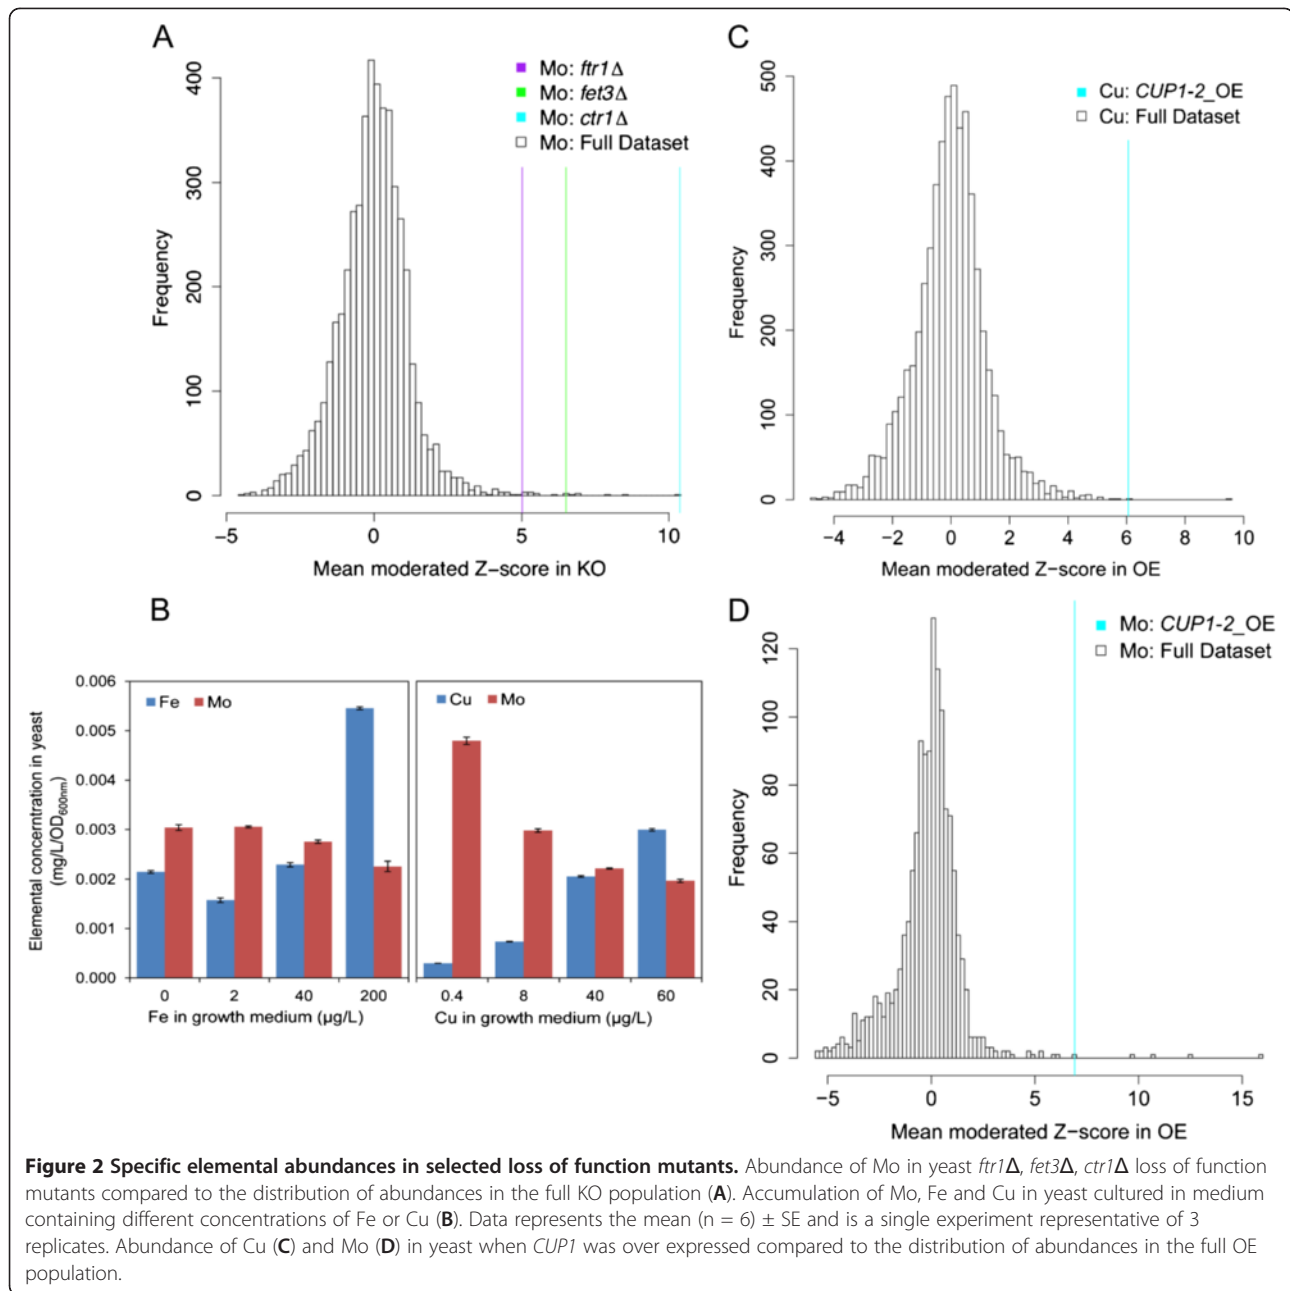 A
Mo: ftr1Δ
Mo: fet3Δ
Mo: ctr1Δ
Mo: Full Dataset
Frequency
0
100
200
300
400
−5
0
5
10
Mean moderated Z−score in KO
C
Cu: CUP1-2_OE
Cu: Full Dataset
Frequency
0
100
200
300
400
500
−4
−2
0
2
4
6
8
10
Mean moderated Z−score in OE
B
Fe
Mo
Cu
Mo
Elemental concerntration in yeast
(mg/L/OD600nm)
0.006
0.005
0.004
0.003
0.002
0.001
0.000
0
2
40
200
Fe in growth medium (µg/L)
0.4
8
40
60
Cu in growth medium (µg/L)
D
Mo: CUP1-2_OE
Mo: Full Dataset
Frequency
0
20
40
60
80
100
120
−5
0
5
10
15
Mean moderated Z−score in OE
Figure 2 Specific elemental abundances in selected loss of function mutants. Abundance of Mo in yeast ftr1Δ, fet3Δ, ctr1Δ loss of function
mutants compared to the distribution of abundances in the full KO population (A). Accumulation of Mo, Fe and Cu in yeast cultured in medium
containing different concentrations of Fe or Cu (B). Data represents the mean (n = 6) ± SE and is a single experiment representative of 3
replicates. Abundance of Cu (C) and Mo (D) in yeast when CUP1 was over expressed compared to the distribution of abundances in the full OE
population.